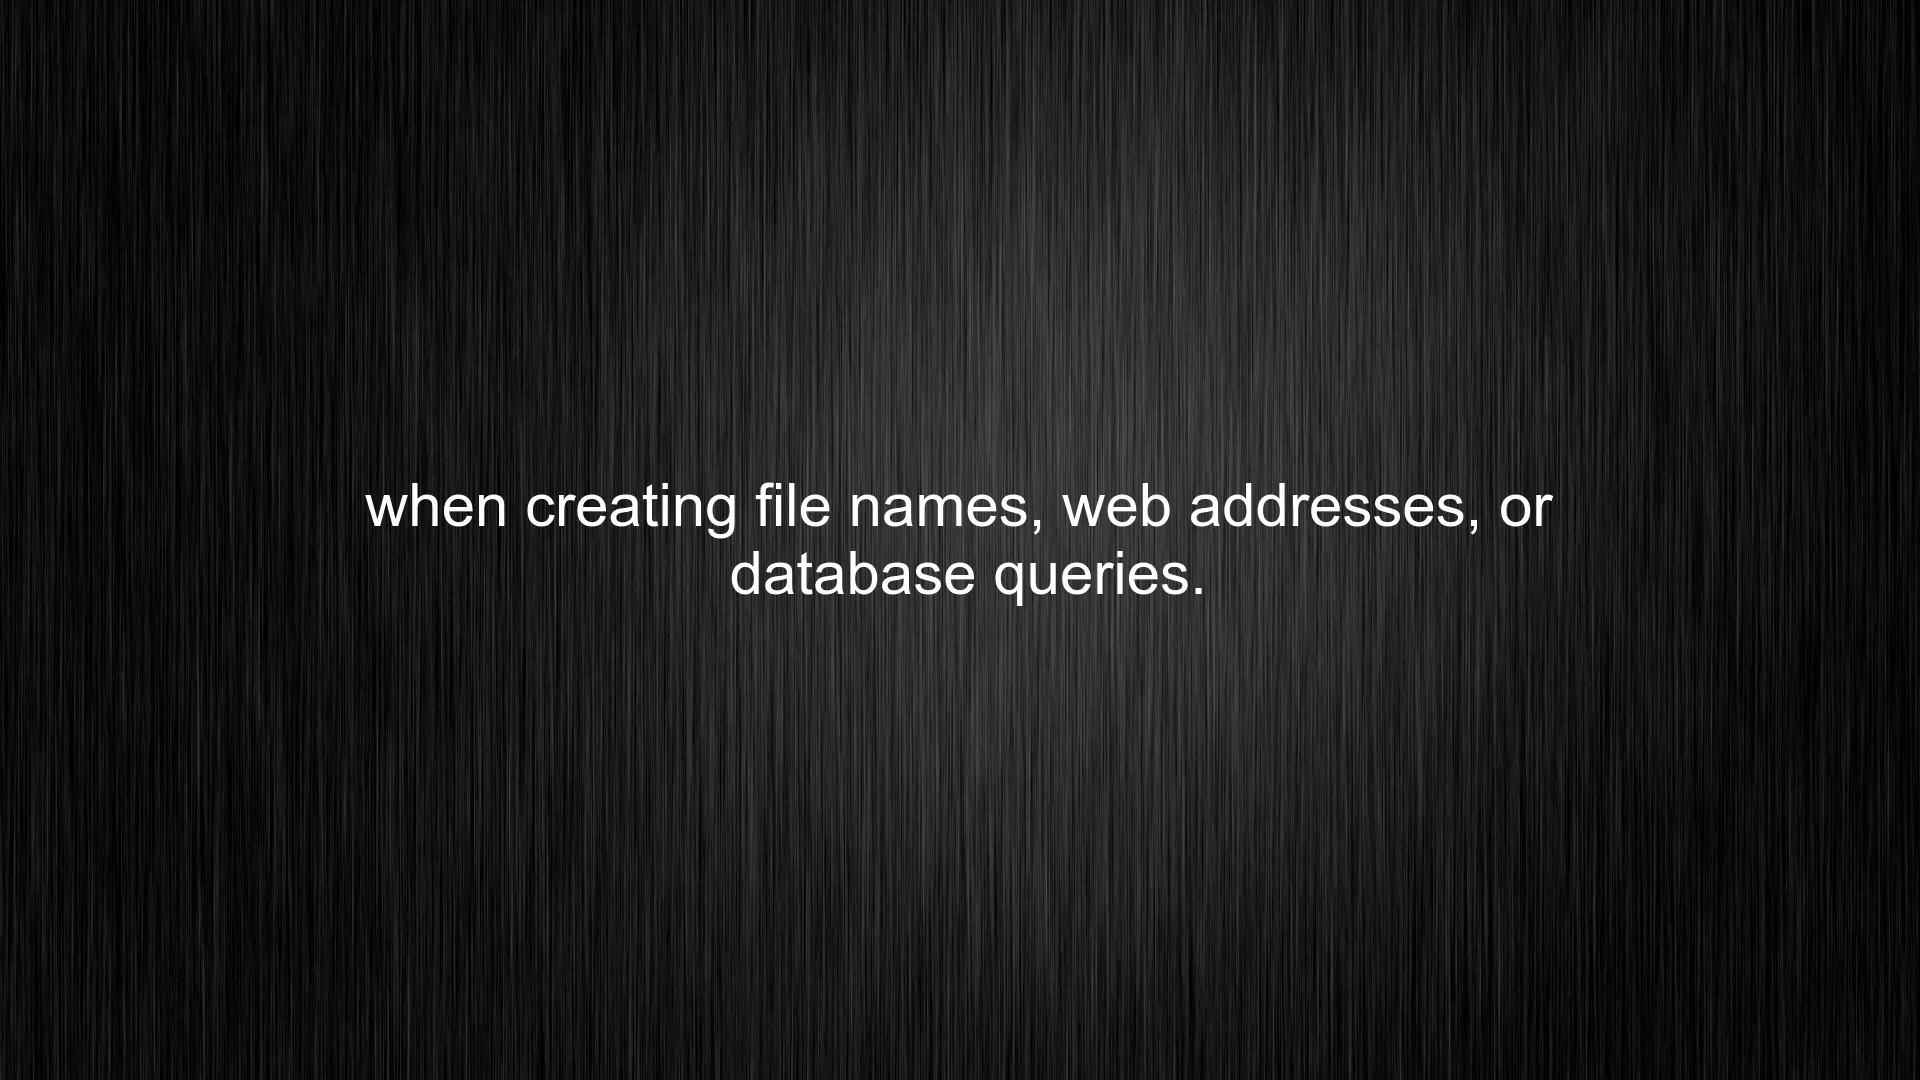 when creating file names, web addresses, or
database queries.